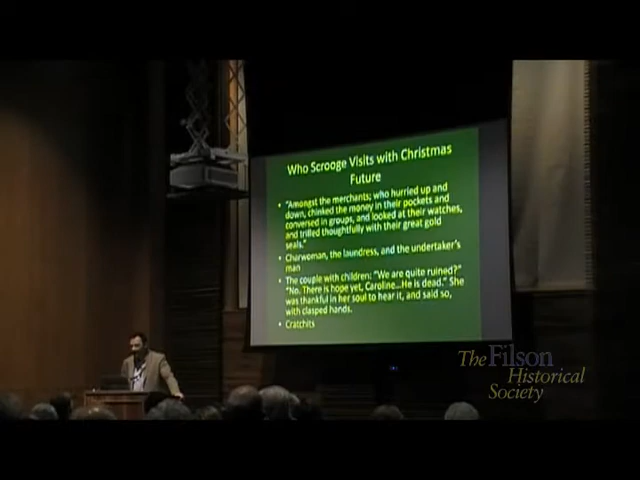 Who Scrooge Visits with Christmas
Future
• "Amongst the merchants; who hurried up and
down, chinked the money in their pockets and
conversed in groups, and looked at their watches,
and trifled thoughtfully with their great gold
seals."
• Charwoman, the laundress, and the undertaker's
man
• The couple with children: "We are quite ruined?"
"No. There is hope yet, Caroline...He is dead." She
was thankful in her soul to hear it, and said so,
with clasped hands.
• Cratchits
The Filson
Historical
Society